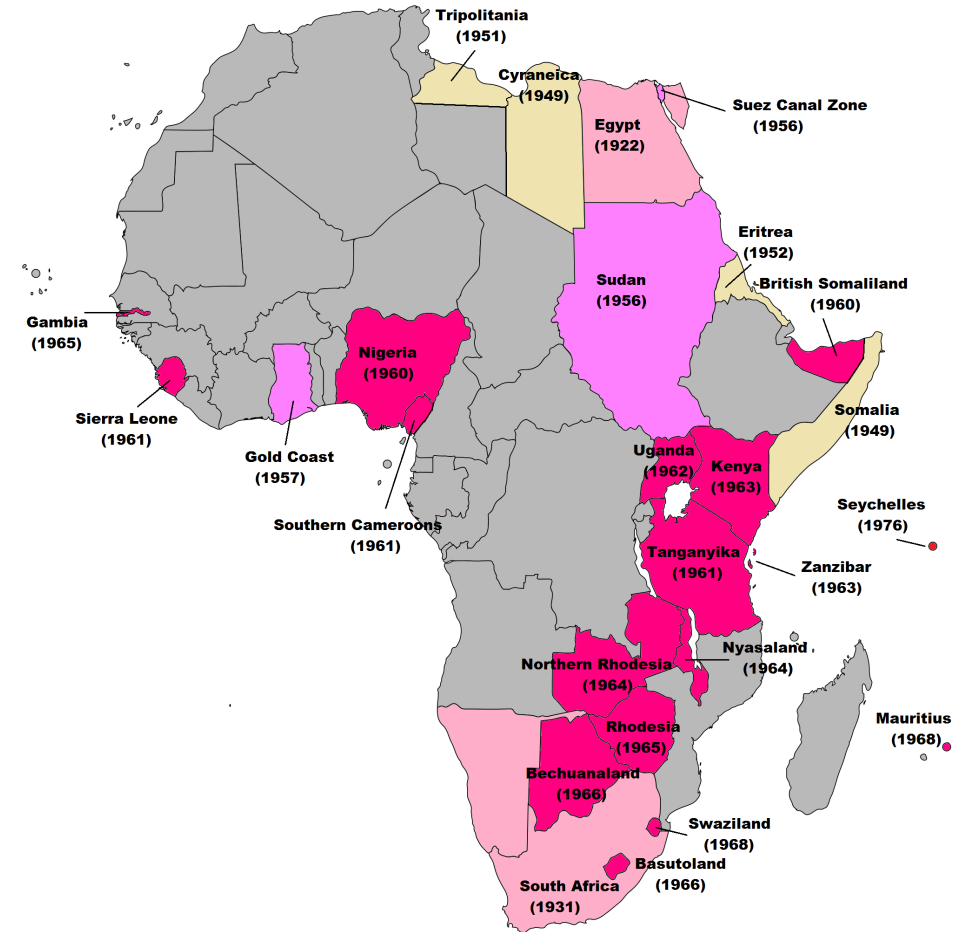 Tripolitania
(1951)
Cyraneica
(1949)
Suez Canal Zone
(1956)
Egypt
(1922)
Eritrea
(1952)
Sudan
(1956)
British Somaliland
(1960)
Gambia
(1965)
Nigeria
(1960)
Sierra Leone
(1961)
Somalia
(1949)
Gold Coast
(1957)
Uganda
(1962)
Kenya
(1963)
Seychelles
(1976)
Southern Cameroons
(1961)
Tanganyika
(1961)
Zanzibar
(1963)
Nyasaland
(1964)
Northern Rhodesia
(1964)
Mauritius
(1968)
Rhodesia
(1965)
Bechuanaland
(1966)
Swaziland
(1968)
Basutoland
(1966)
South Africa
(1931)